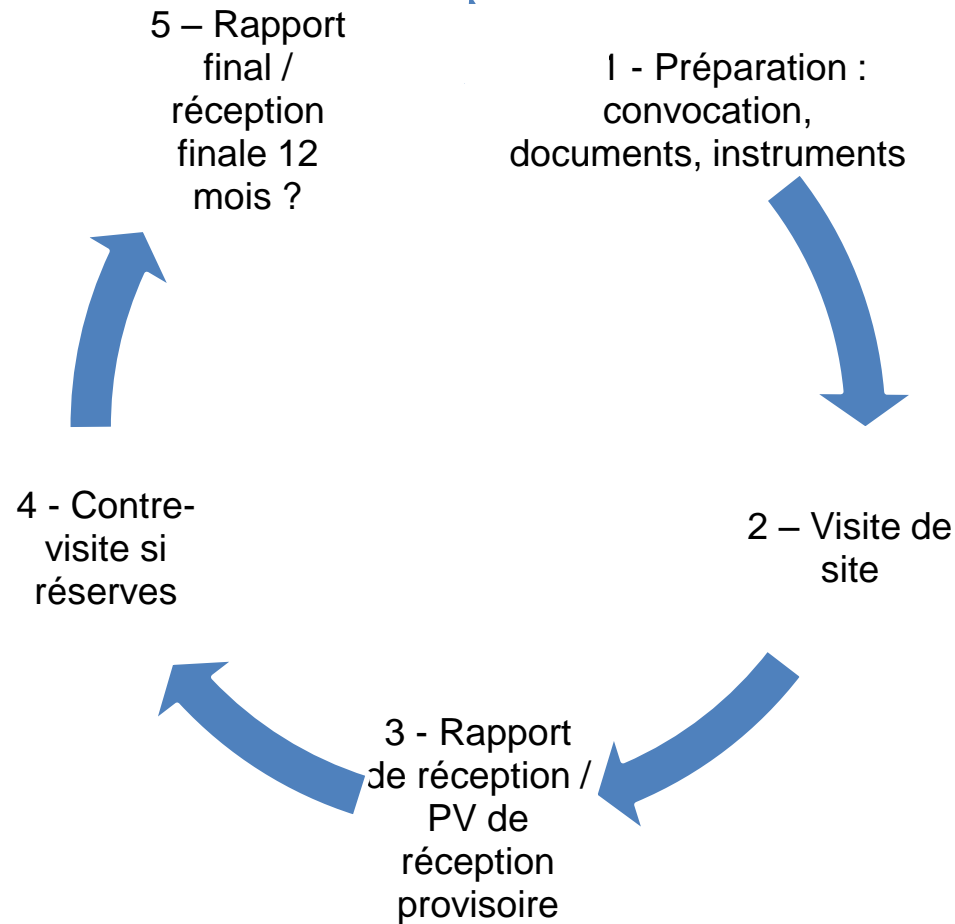 1 - Préparation :
convocation,
documents, instruments
2 – Visite de
site
3 - Rapport
de réception /
PV de
réception
provisoire
4 - Contre-
visite si
réserves
5 – Rapport
final /
réception
finale 12
mois ?